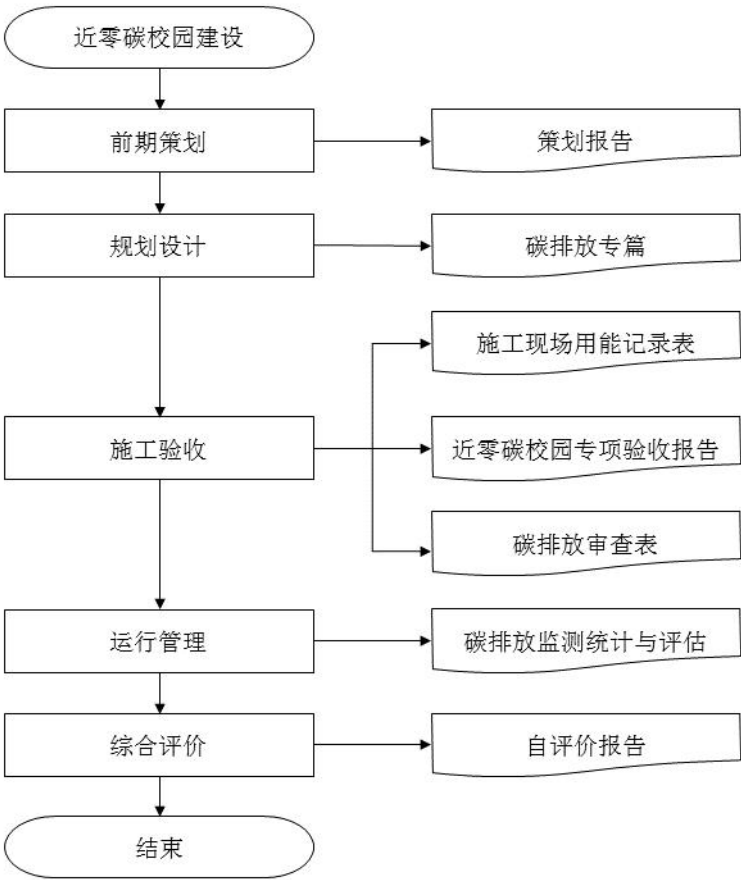 近零碳校园建设
前期策划
策划报告
规划设计
碳排放专篇
施工现场用能记录表
施工验收
近零碳校园专项验收报告
碳排放审查表
运行管理
碳排放监测统计与评估
综合评价
自评价报告
结束